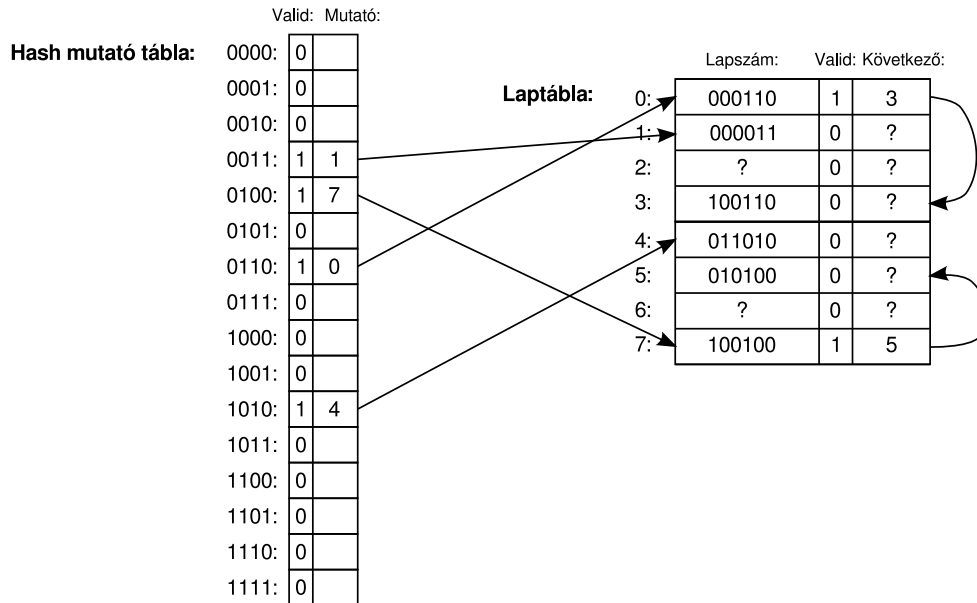 Valid: Mutató:
Hash mutató tábla:
0000: 0
0001: 0
0010: 0
0011: 1 1
0100: 1 7
0101: 0
0110: 1 0
0111: 0
1000: 0
1001: 0
1010: 1 4
1011: 0
1100: 0
1101: 0
1110: 0
1111: 0
Lapszám: Valid: Következő:
Laptábla:
0: 000110 1 3
1: 000011 0 ?
2: ? 0 ?
3: 100110 0 ?
4: 011010 0 ?
5: 010100 0 ?
6: ? 0 ?
7: 100100 1 5